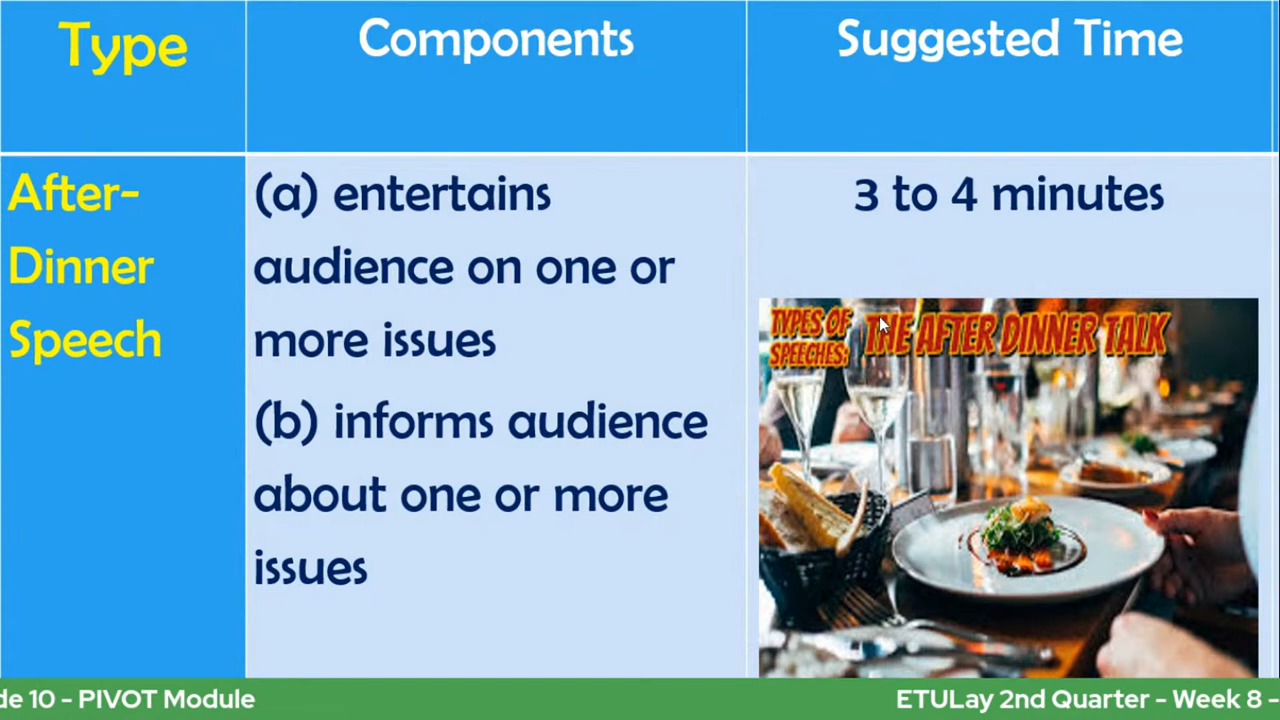 Type
Components
Suggested Time
After-
Dinner
Speech
(a) entertains
audience on one or
more issues
(b) informs audience
about one or more
issues
3 to 4 minutes
TYPES OF
SPEECHES:
THE AFTER DINNER TALK
de 10 - PIVOT Module
ETULay 2nd Quarter - Week 8 -